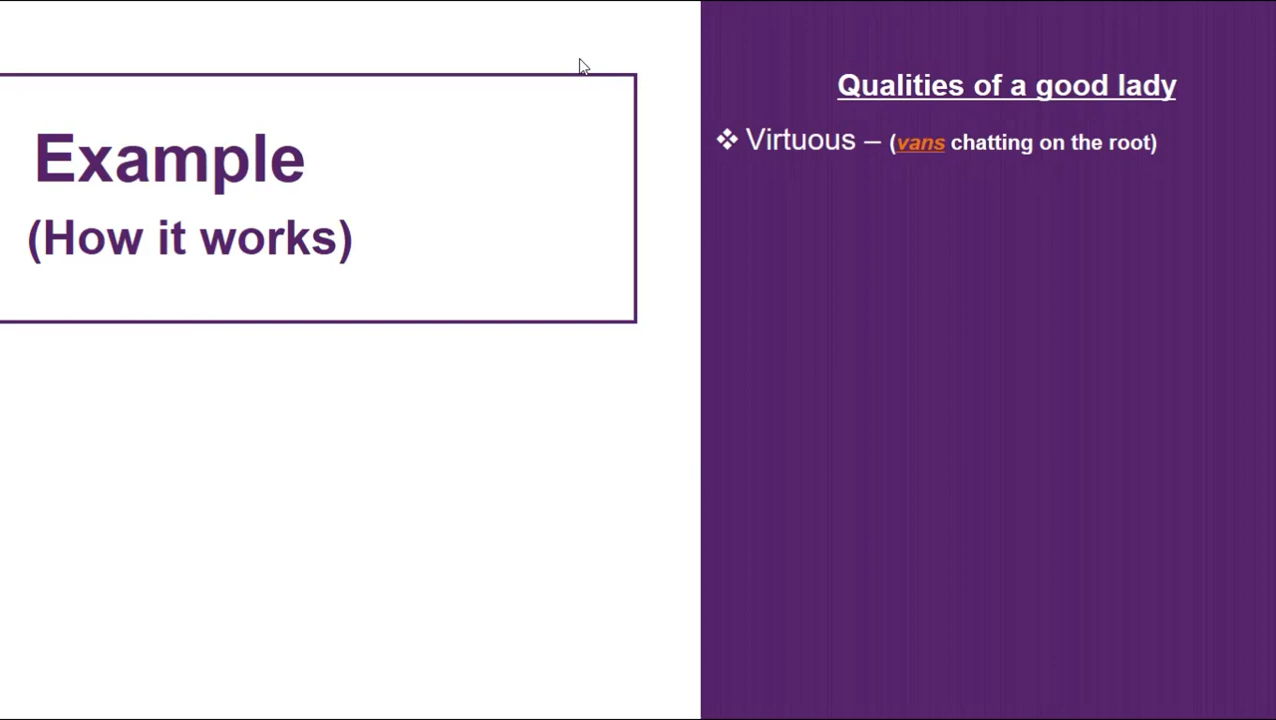 Example
(How it works)
Qualities of a good lady
❖ Virtuous – (vans chatting on the root)